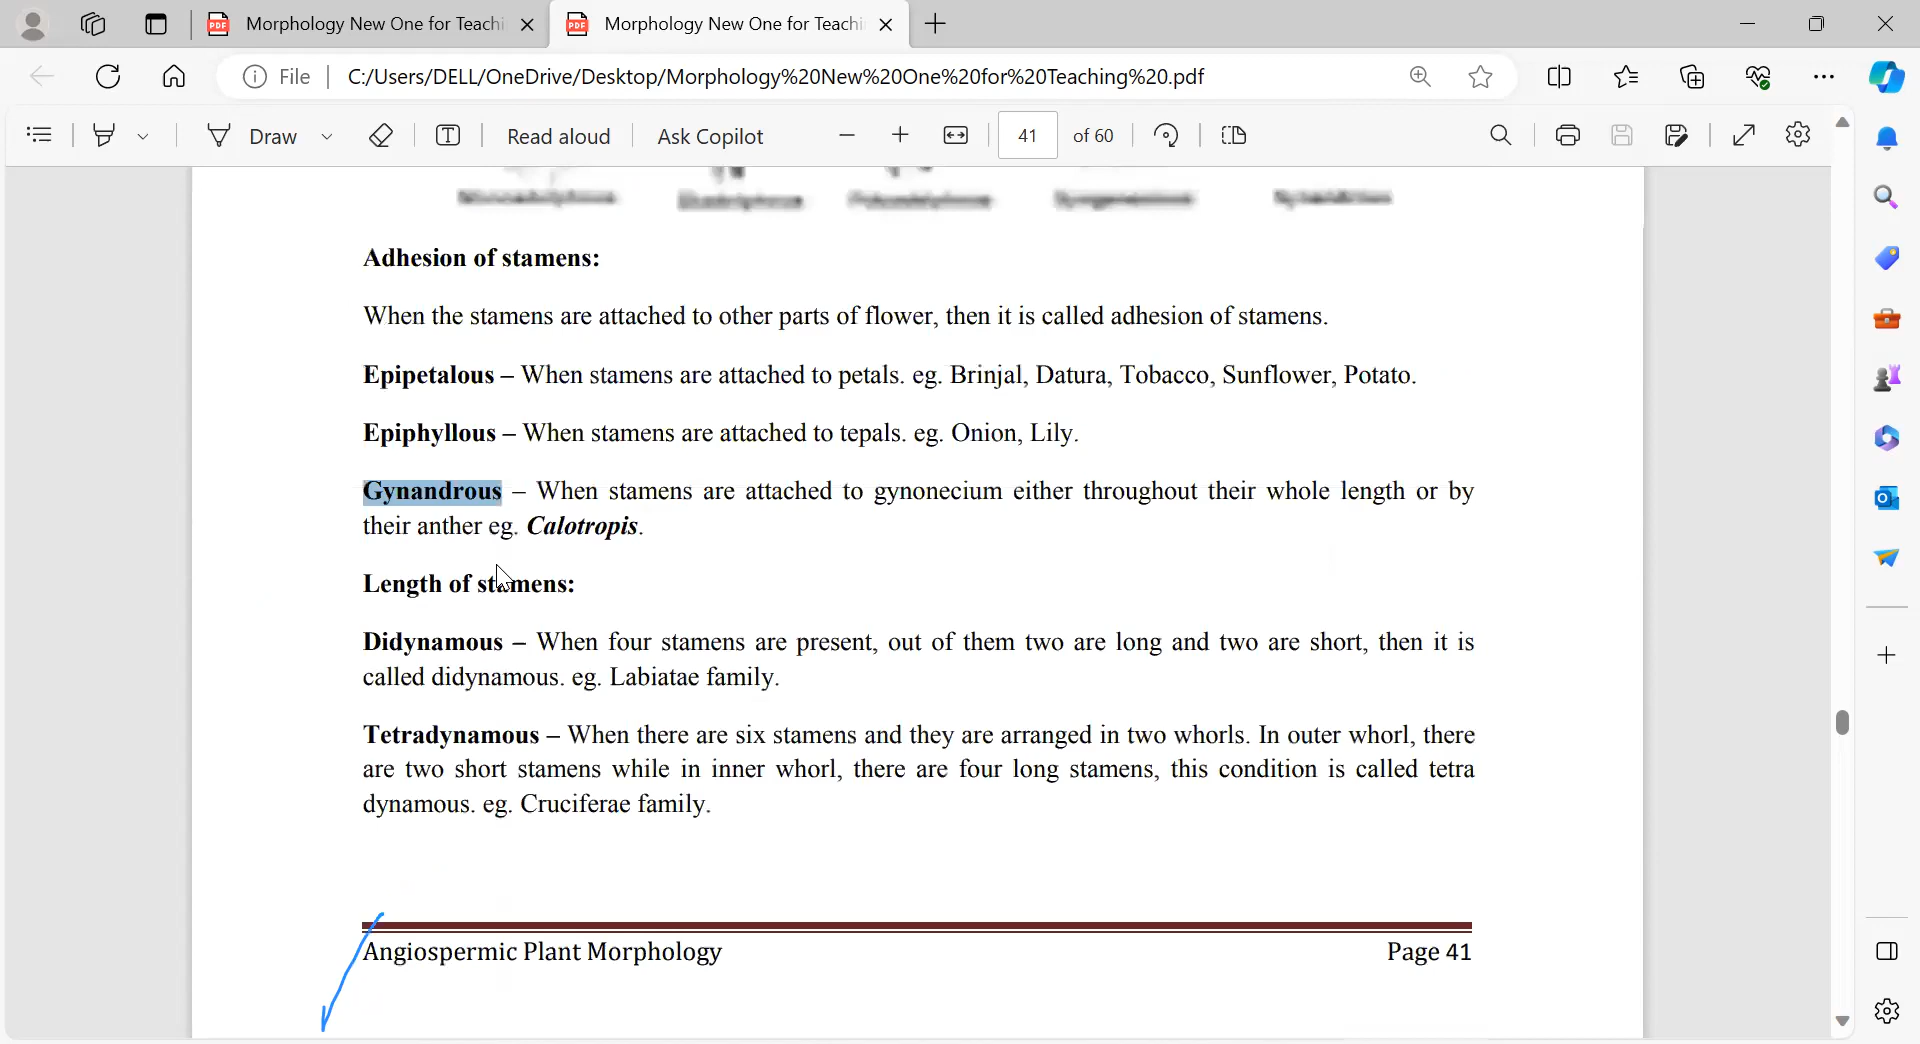 Morphology New One for Teachi
Morphology New One for Teachi
File
C:/Users/DELL/OneDrive/Desktop/Morphology%20New%20One%20for%20Teaching%20.pdf
Draw
Read aloud
Ask Copilot
41 of 60
Adhesion of stamens:
When the stamens are attached to other parts of flower, then it is called adhesion of stamens.
Epipetalous – When stamens are attached to petals. eg. Brinjal, Datura, Tobacco, Sunflower, Potato.
Epiphyllous – When stamens are attached to tepals. eg. Onion, Lily.
Gynandrous – When stamens are attached to gynonecium either throughout their whole length or by
their anther eg. Calotropis.
Length of stamens:
Didynamous – When four stamens are present, out of them two are long and two are short, then it is
called didynamous. eg. Labiatae family.
Tetradynamous – When there are six stamens and they are arranged in two whorls. In outer whorl, there
are two short stamens while in inner whorl, there are four long stamens, this condition is called tetra
dynamous. eg. Cruciferae family.
Angiospermic Plant Morphology
Page 41